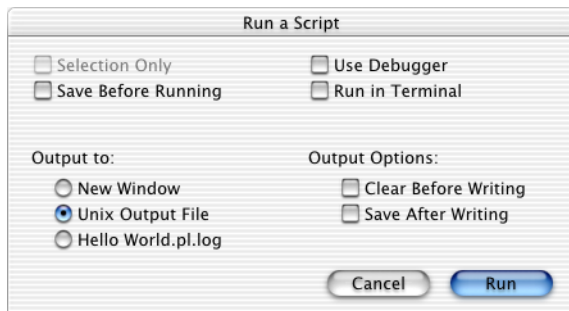 Run a Script
Selection Only
Use Debugger
Save Before Running
Run in Terminal
Output to:
Output Options:
New Window
Clear Before Writing
Unix Output File
Save After Writing
Hello World.pl.log
Cancel
Run